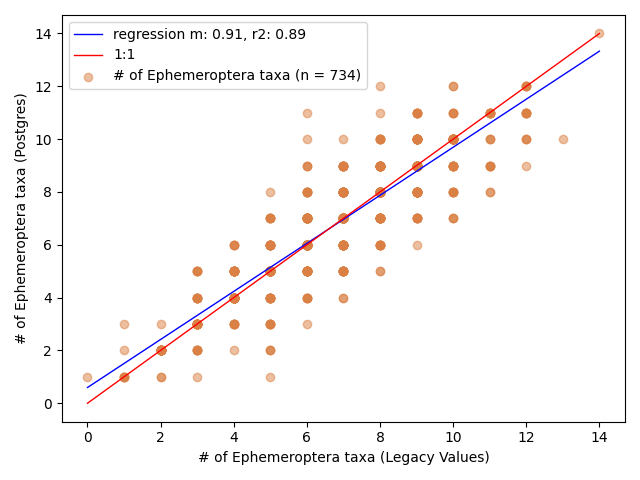 regression m: 0.91, r2: 0.89
1:1
# of Ephemeroptera taxa (n = 734)
14
12
10
8
6
4
2
0
# of Ephemeroptera taxa (Postgres)
0 2 4 6 8 10 12 14
# of Ephemeroptera taxa (Legacy Values)